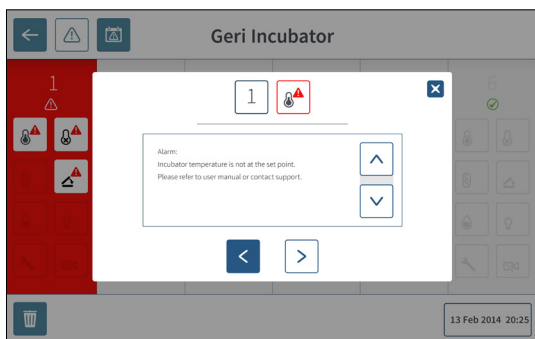 Geri Incubator
1
6
1
Alarm:
Incubator temperature is not at the set point.
Please refer to user manual or contact support.
13 Feb 2014 20:25